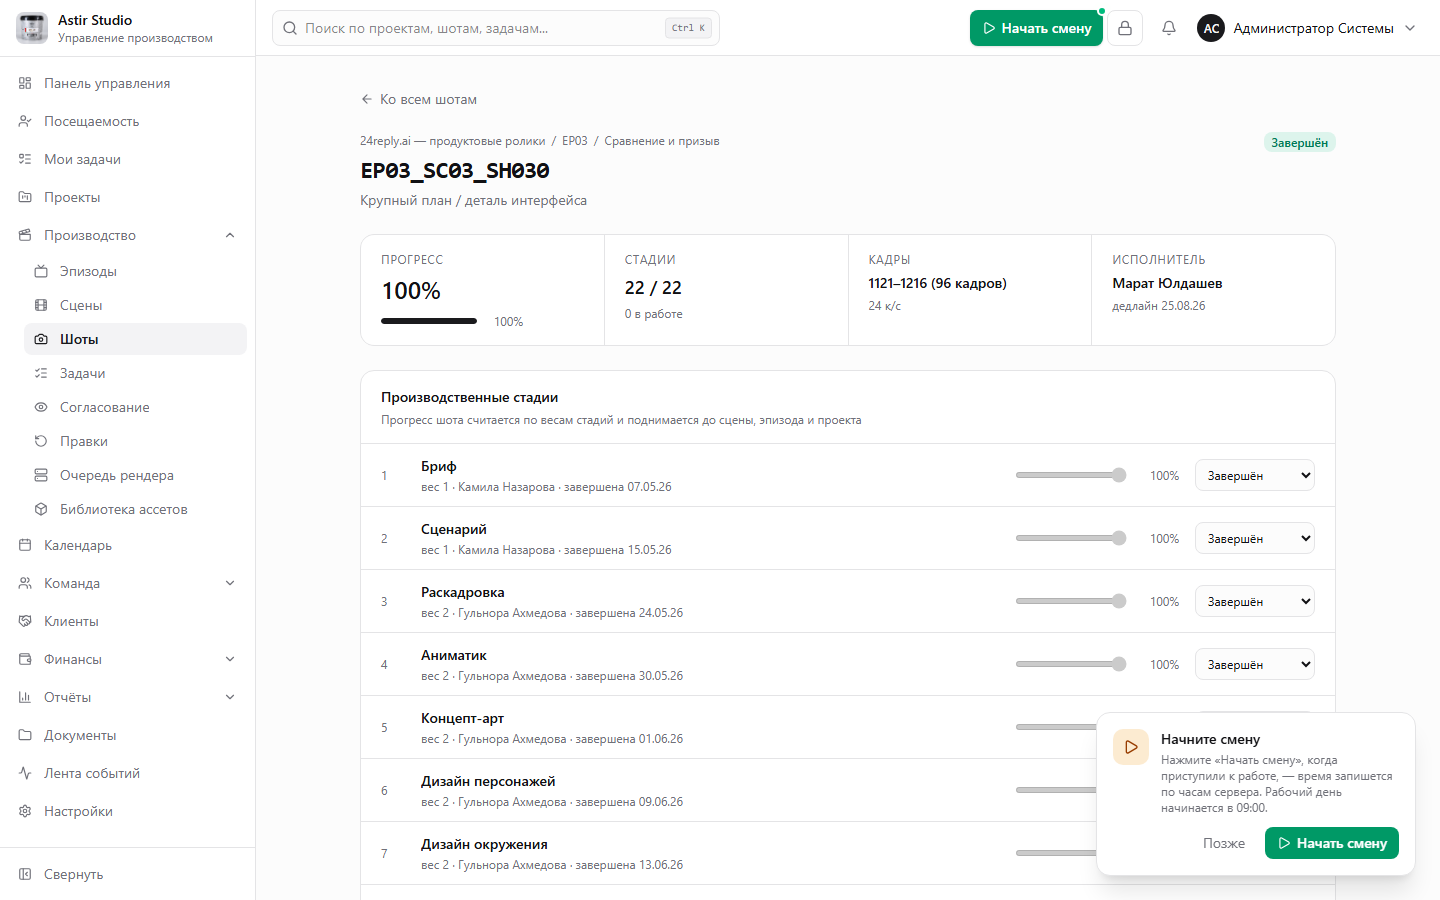 Astir Studio
Управление производством
Поиск по проектам, шотам, задачам...
Ctrl K
Начать смену
АС
Администратор Системы
Панель управления
Посещаемость
Мои задачи
Проекты
Производство
Эпизоды
Сцены
Шоты
Задачи
Согласование
Правки
Очередь рендера
Библиотека ассетов
Календарь
Команда
Клиенты
Финансы
Отчёты
Документы
Лента событий
Настройки
Свернуть
Ко всем шотам
24reply.ai — продуктовые ролики / EP03 / Сравнение и призыв
Завершён
EP03_SC03_SH030
Крупный план / деталь интерфейса
ПРОГРЕСС
100%
100%
СТАДИИ
22 / 22
0 в работе
КАДРЫ
1121–1216 (96 кадров)
24 к/с
ИСПОЛНИТЕЛЬ
Марат Юлдашев
дедлайн 25.08.26
Производственные стадии
Прогресс шота считается по весам стадий и поднимается до сцены, эпизода и проекта
1
Бриф
вес 1 · Камила Назарова · завершена 07.05.26
100%
Завершён
2
Сценарий
вес 1 · Камила Назарова · завершена 15.05.26
100%
Завершён
3
Раскадровка
вес 2 · Гульнора Ахмедова · завершена 24.05.26
100%
Завершён
4
Аниматик
вес 2 · Гульнора Ахмедова · завершена 30.05.26
100%
Завершён
5
Концепт-арт
вес 2 · Гульнора Ахмедова · завершена 01.06.26
6
Дизайн персонажей
вес 2 · Гульнора Ахмедова · завершена 09.06.26
7
Дизайн окружения
вес 2 · Гульнора Ахмедова · завершена 13.06.26
Начните смену
Нажмите «Начать смену», когда
приступили к работе, — время запишется
по часам сервера. Рабочий день
начинается в 09:00.
Позже
Начать смену